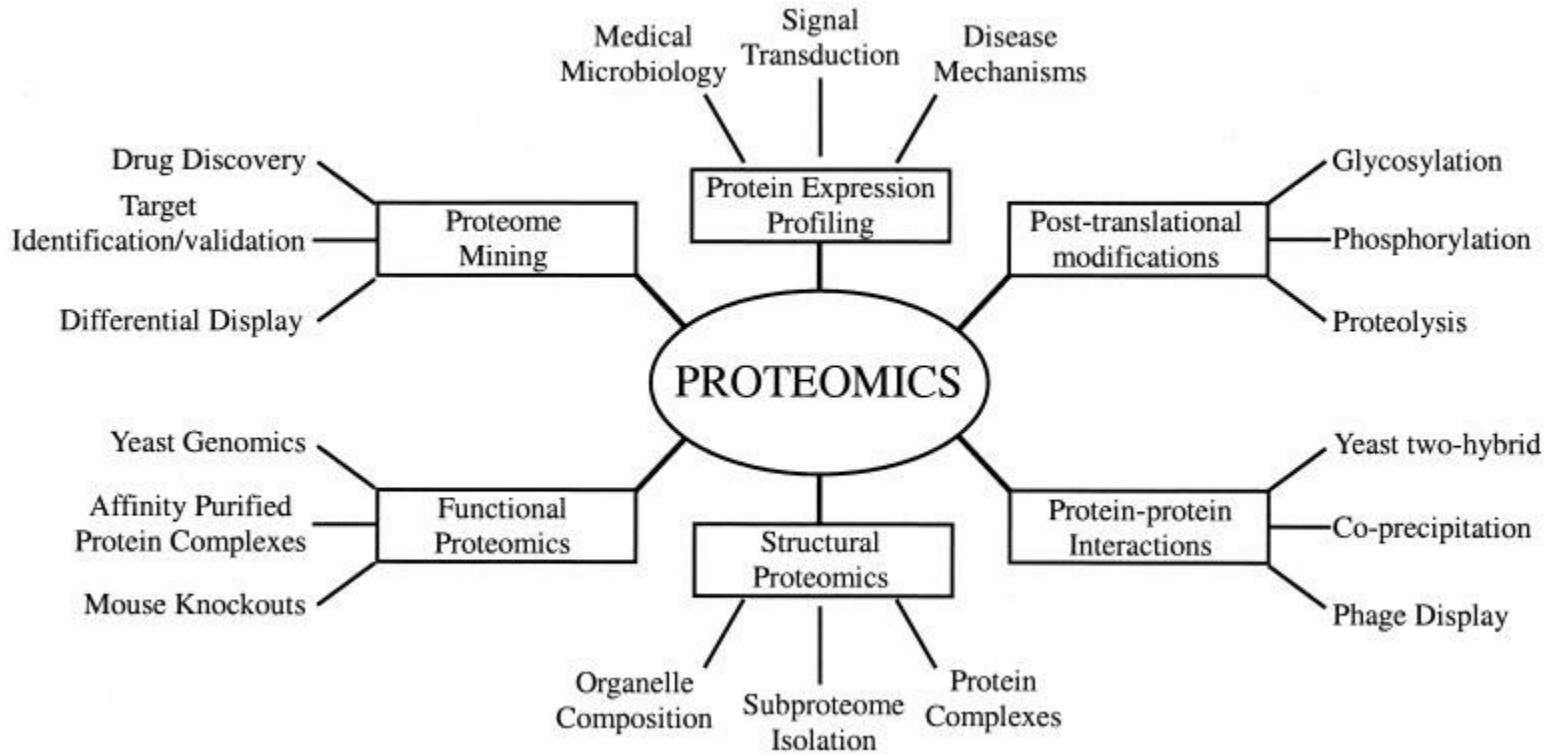 Signal
Transduction
Medical
Microbiology
Disease
Mechanisms
Drug Discovery
Target
Identification/validation
Differential Display
Proteome
Mining
Protein Expression
Profiling
Post-translational
modifications
Glycosylation
Phosphorylation
Proteolysis
PROTEOMICS
Yeast Genomics
Affinity Purified
Protein Complexes
Mouse Knockouts
Functional
Proteomics
Structural
Proteomics
Protein-protein
Interactions
Yeast two-hybrid
Co-precipitation
Phage Display
Organelle
Composition
Subproteome
Isolation
Protein
Complexes